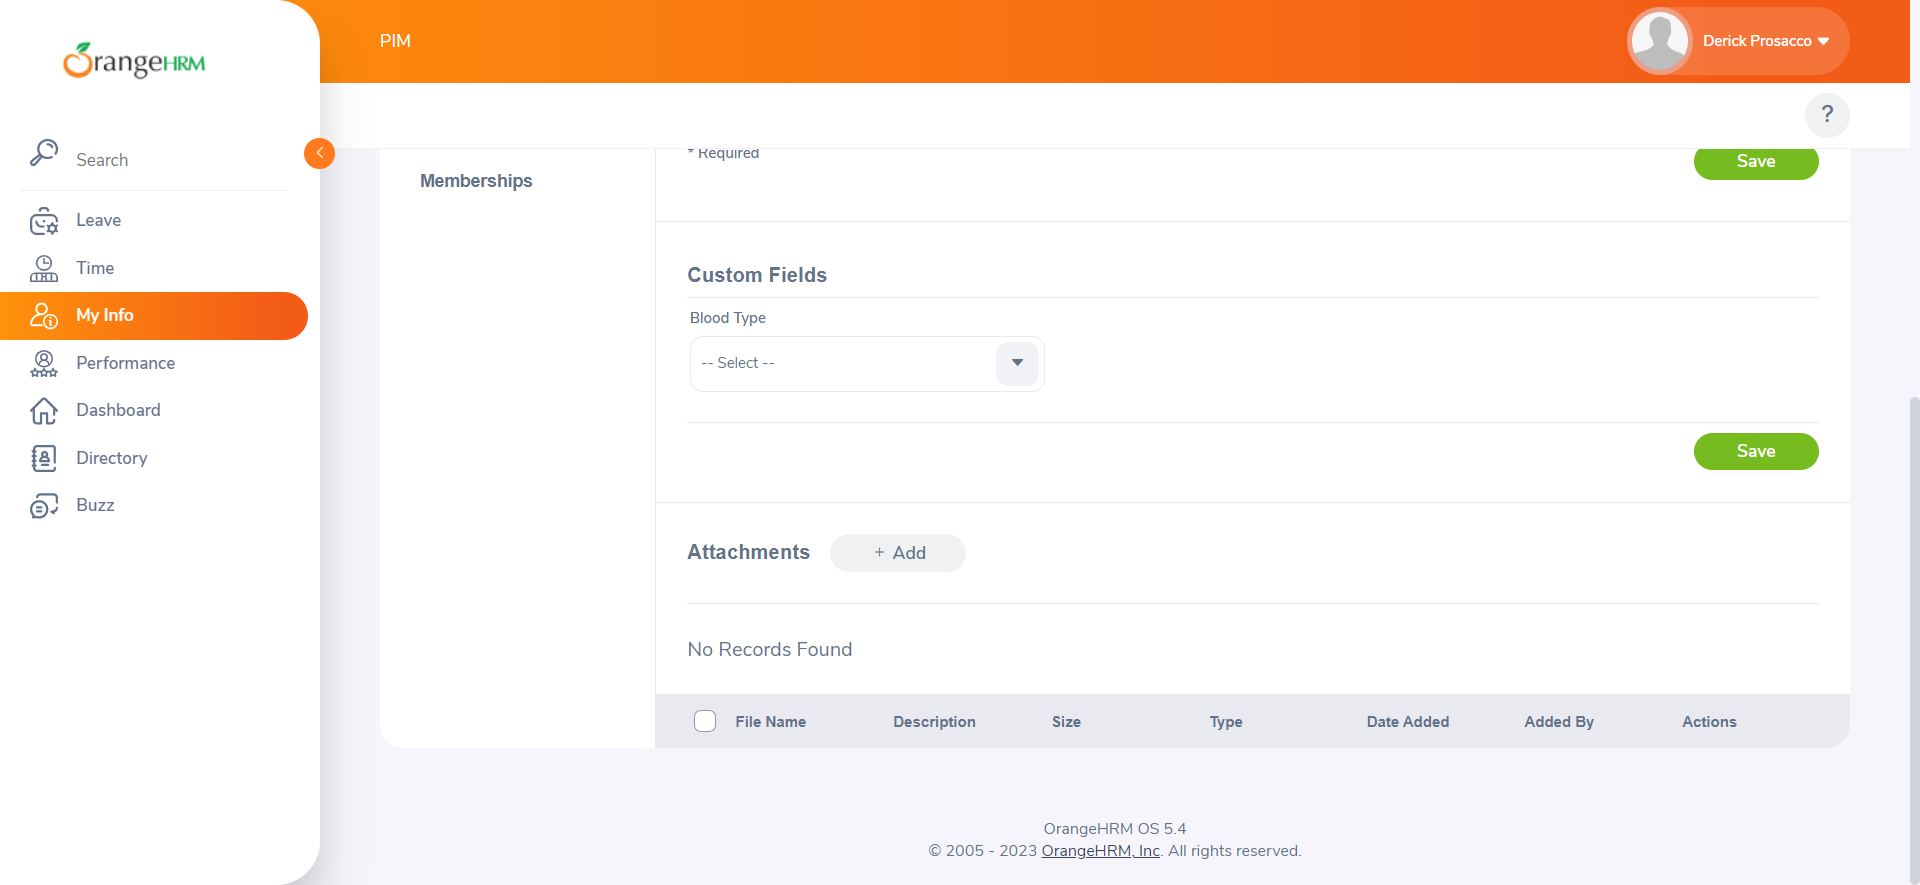 OrangeHRM
PIM
Derick Prosacco
?
Search
Leave
Time
My Info
Performance
Dashboard
Directory
Buzz
Memberships
* Required
Save
Custom Fields
Blood Type
-- Select --
Save
Attachments
+ Add
No Records Found
File Name Description Size Type Date Added Added By Actions
OrangeHRM OS 5.4
© 2005 - 2023 OrangeHRM, Inc. All rights reserved.